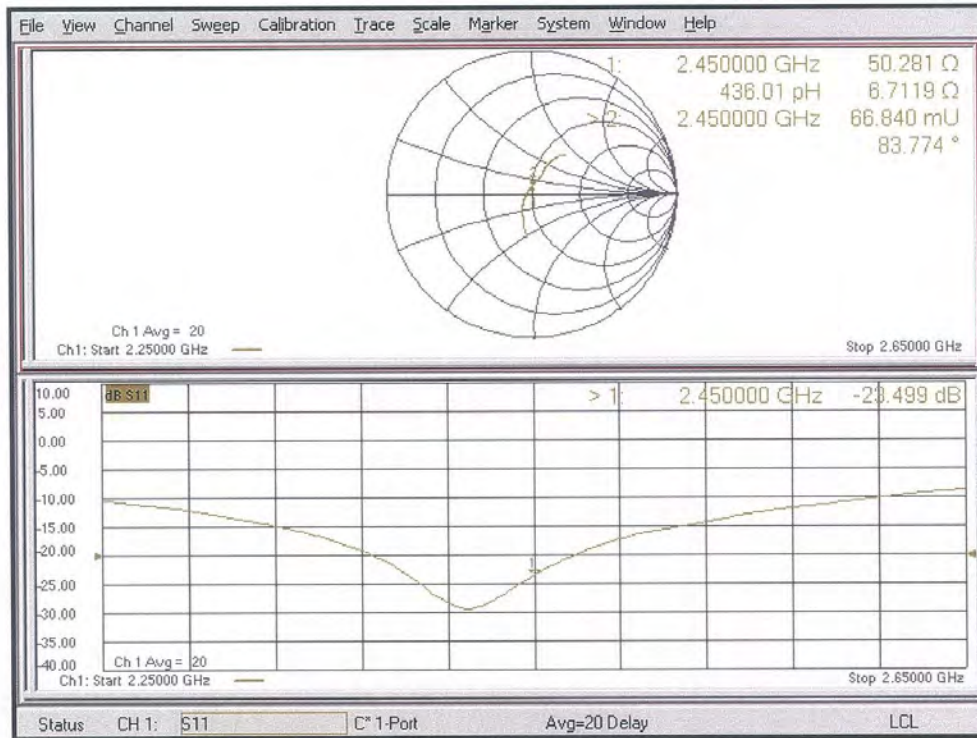 File View Channel Sweep Calibration Trace Scale Marker System Window Help
1: 2.450000 GHz 50.281 Ω
436.01 pH 6.7119 Ω
> 2: 2.450000 GHz 66.840 mU
83.774 °
Ch 1 Avg = 20
Ch1: Start 2.25000 GHz
Stop 2.65000 GHz
10.00 dB S11 > 1: 2.450000 GHz -23.499 dB
5.00
0.00
-5.00
-10.00
-15.00
-20.00
-25.00
-30.00
-35.00
-40.00
1
Ch 1 Avg = 20
Ch1: Start 2.25000 GHz
Stop 2.65000 GHz
Status CH 1: S11 C* 1-Port Avg=20 Delay LCL